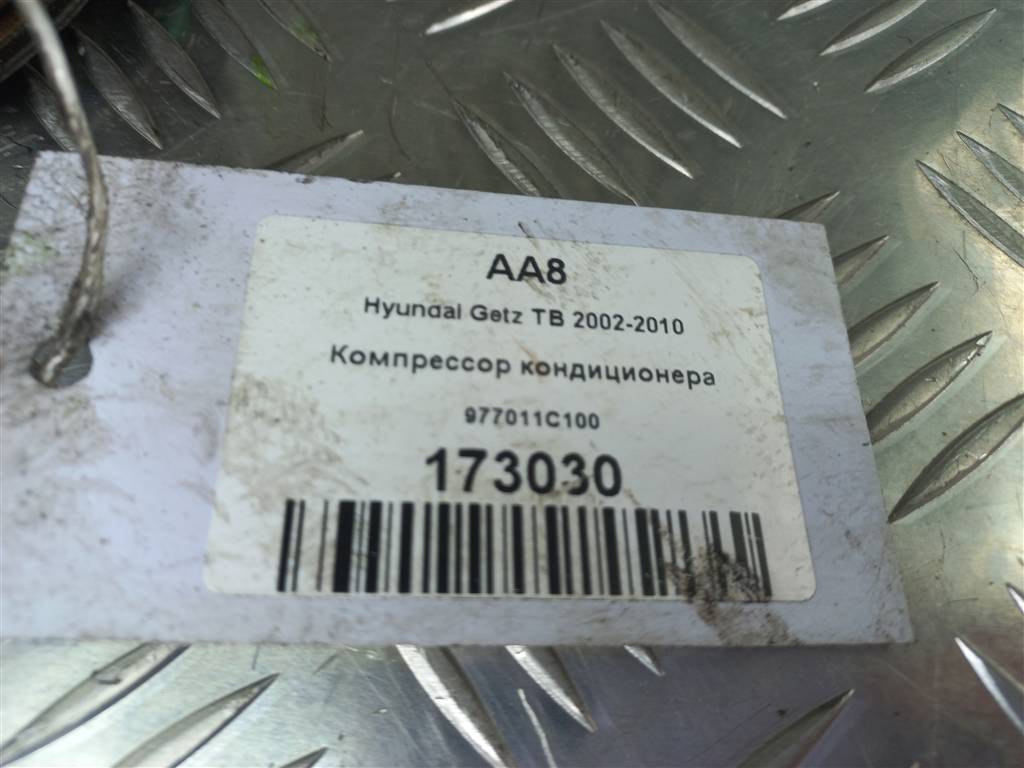 AA8
Hyundai Getz TB 2002-2010
Компрессор кондиционера
977011C100
173030